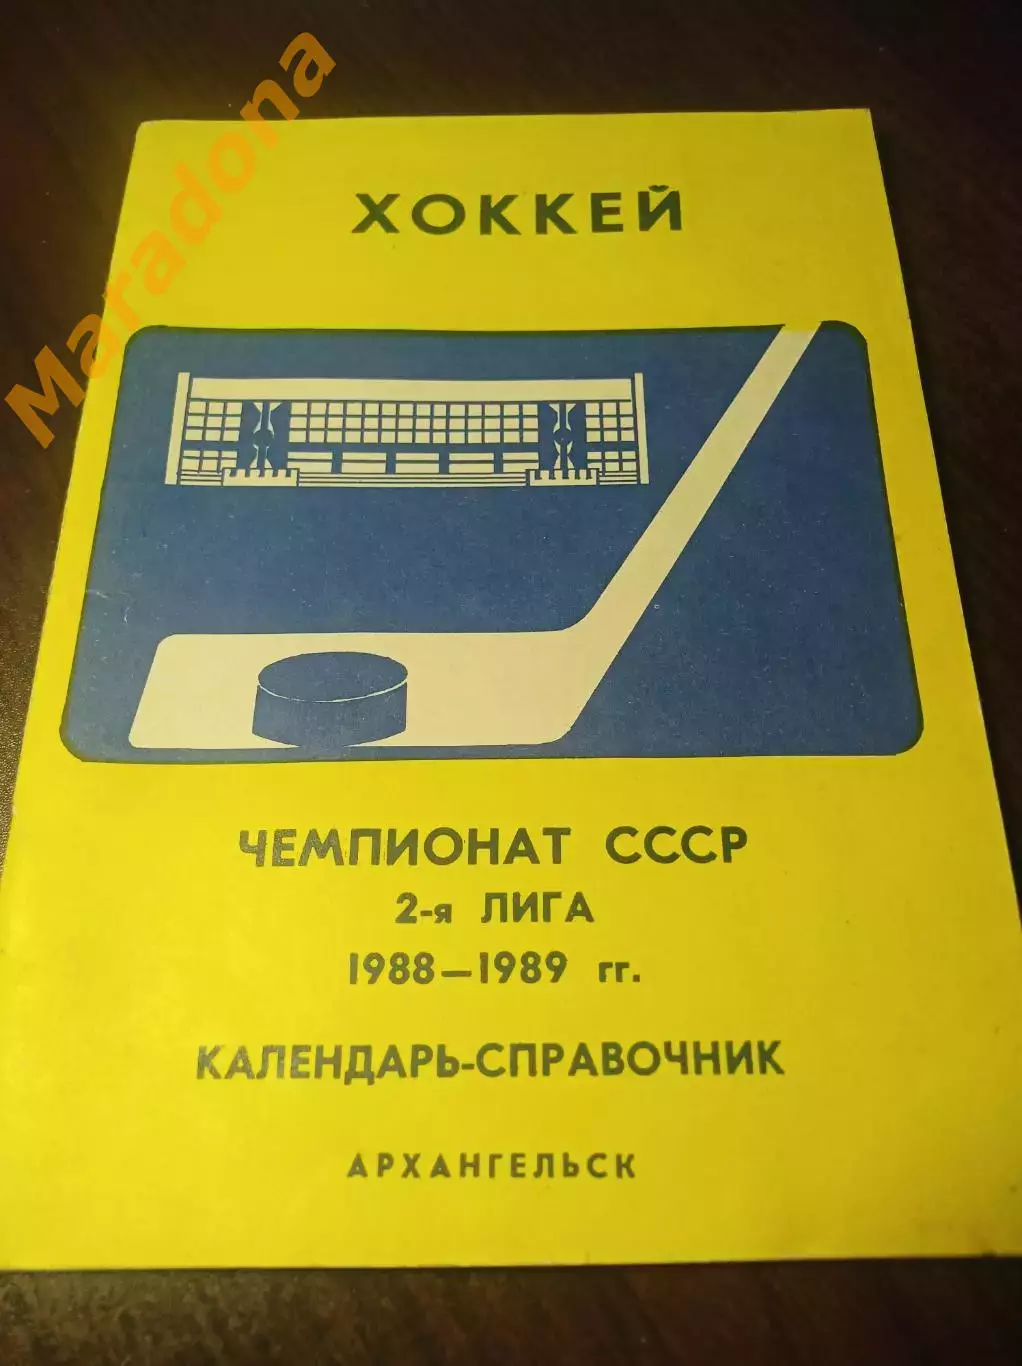 Maradona
ХОККЕЙ
ЧЕМПИОНАТ СССР
2-я ЛИГА
1988—1989 гг.
КАЛЕНДАРЬ-СПРАВОЧНИК
АРХАНГЕЛЬСК